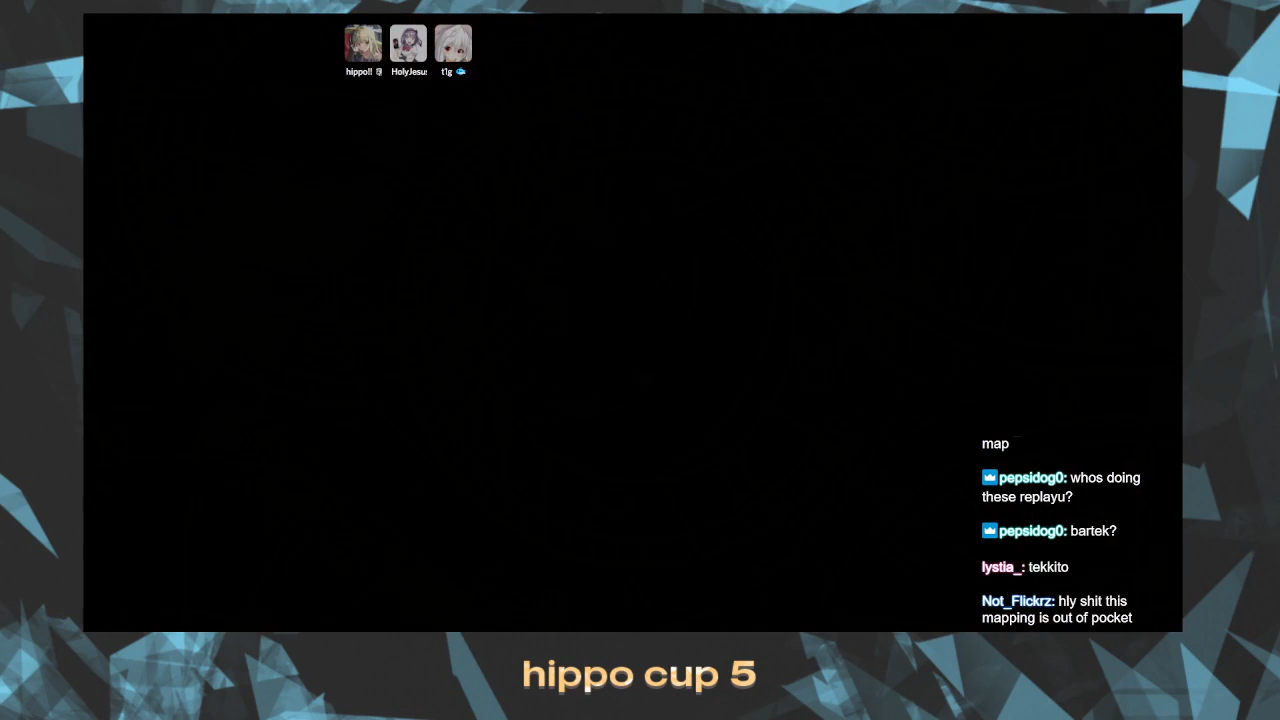 hippo!! HolyJesu: t1g
map
pepsidog0: whos doing
these replayu?
pepsidog0: bartek?
lystia_: tekkito
Not_Flickrz: hly shit this
mapping is out of pocket
hippo cup 5